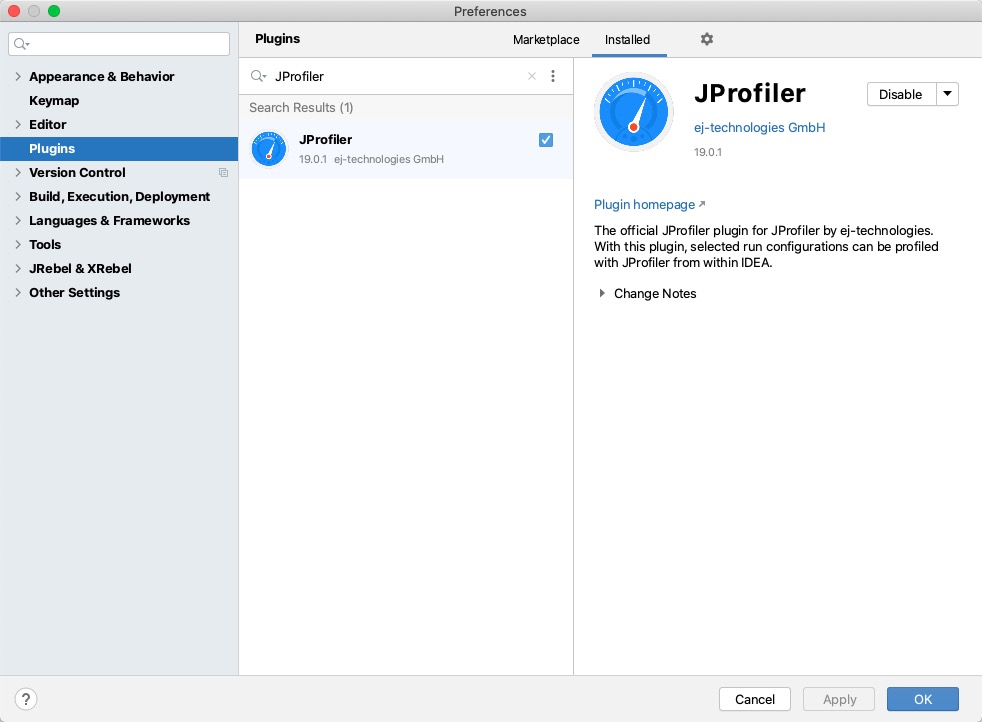 Preferences
Plugins
Marketplace
Installed
Appearance & Behavior
Keymap
Editor
Plugins
Version Control
Build, Execution, Deployment
Languages & Frameworks
Tools
JRebel & XRebel
Other Settings
JProfiler
Search Results (1)
JProfiler
19.0.1 ej-technologies GmbH
JProfiler
Disable
ej-technologies GmbH
19.0.1
Plugin homepage
The official JProfiler plugin for JProfiler by ej-technologies.
With this plugin, selected run configurations can be profiled
with JProfiler from within IDEA.
Change Notes
?
Cancel
Apply
OK